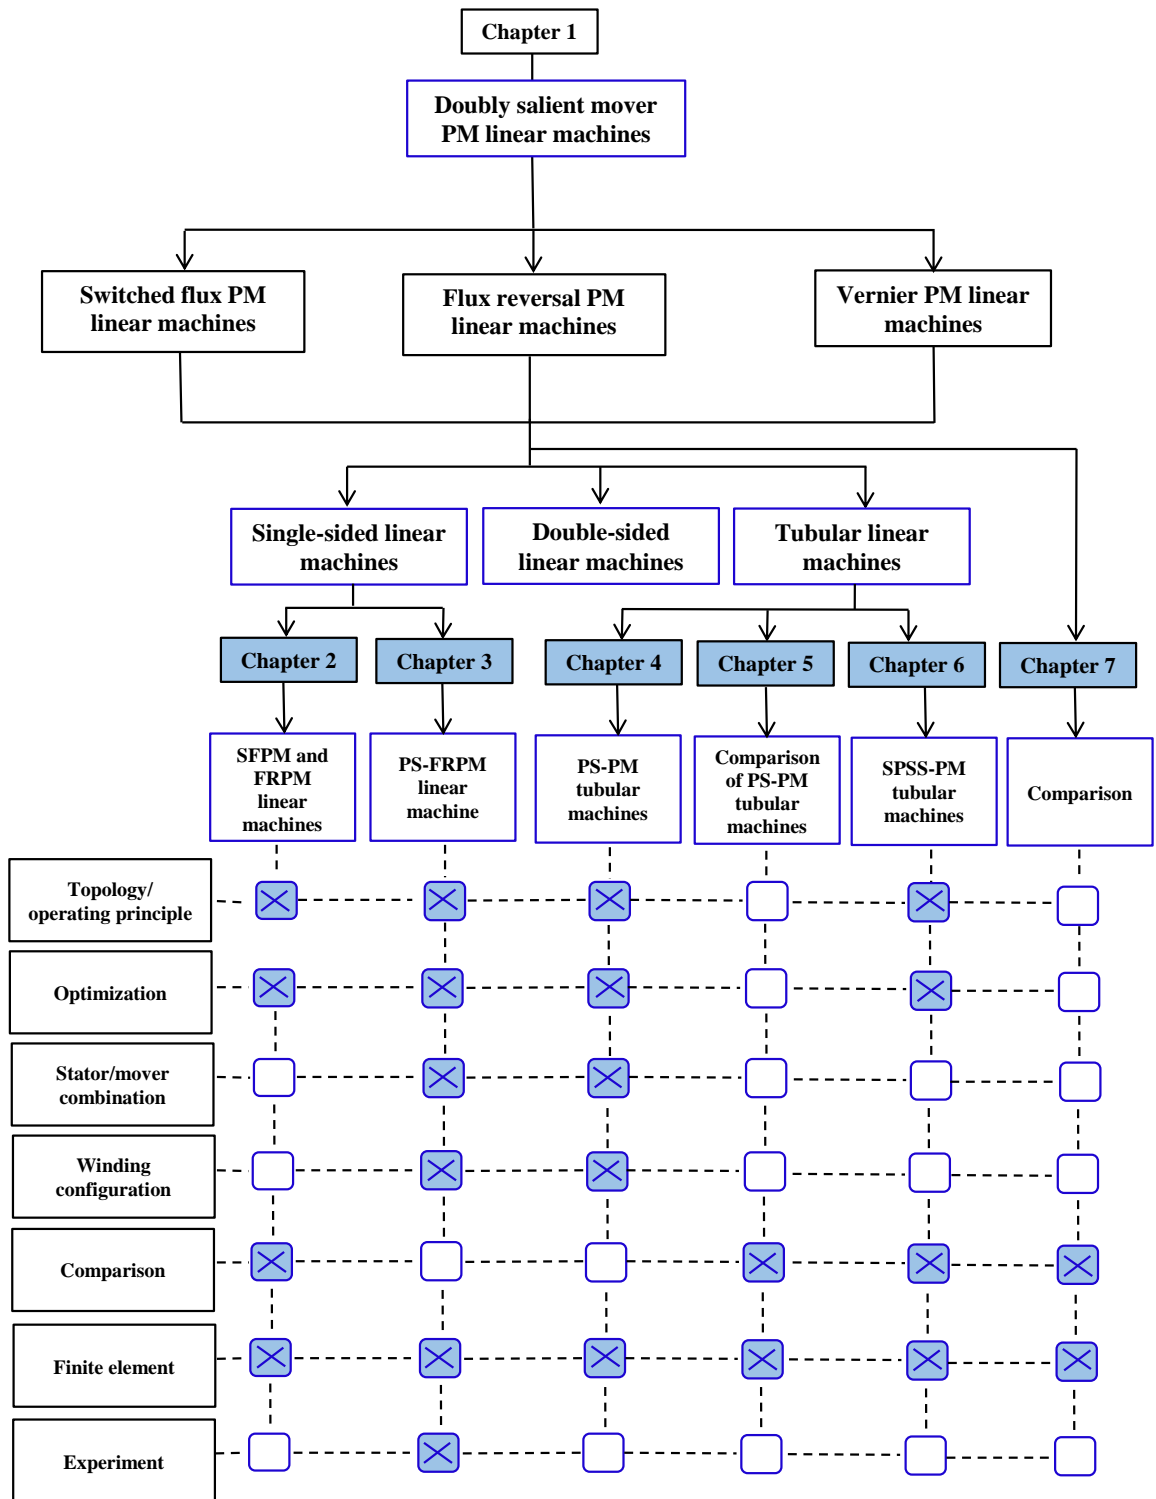 Chapter 1
Doubly salient mover
PM linear machines
Switched flux PM
linear machines
Flux reversal PM
linear machines
Vernier PM linear
machines
Single-sided linear
machines
Double-sided
linear machines
Tubular linear
machines
Chapter 2
Chapter 3
Chapter 4
Chapter 5
Chapter 6
Chapter 7
SFPM and
FRPM
linear
machines
PS-FRPM
linear
machine
PS-PM
tubular
machines
Comparison
of PS-PM
tubular
machines
SPSS-PM
tubular
machines
Comparison
Topology/
operating principle
Optimization
Stator/mover
combination
Winding
configuration
Comparison
Finite element
Experiment